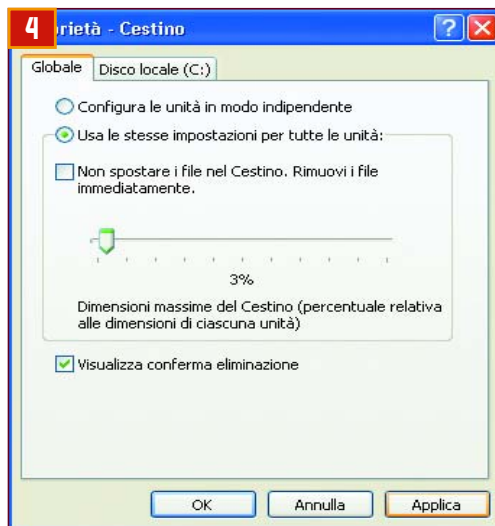 4
rietà - Cestino
Globale
Disco locale (C:)
Configura le unità in modo indipendente
Usa le stesse impostazioni per tutte le unità:
Non spostare i file nel Cestino. Rimuovi i file
immediatamente.
3%
Dimensioni massime del Cestino (percentuale relativa
alle dimensioni di ciascuna unità)
Visualizza conferma eliminazione
OK
Annulla
Applica